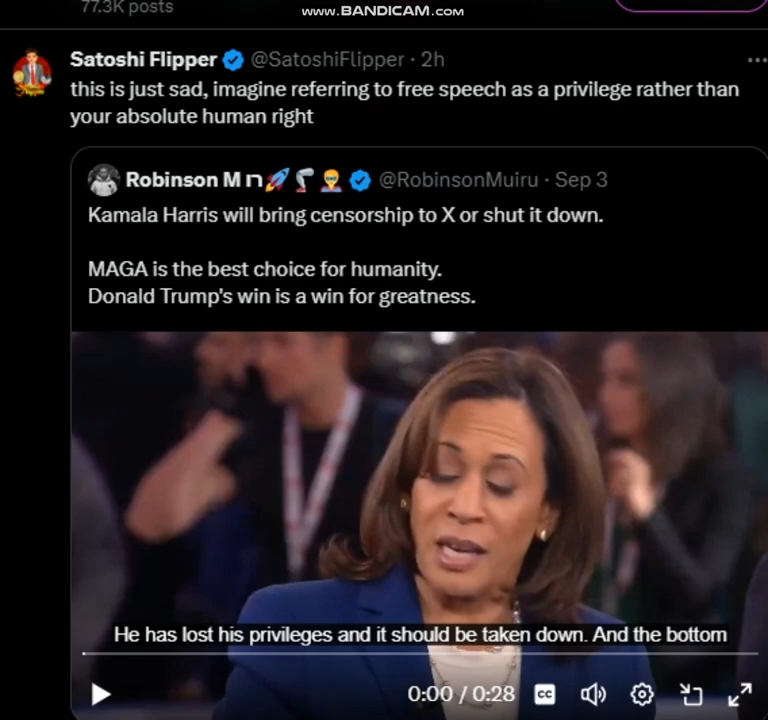 77.3K posts
www.BANDICAM.com
Satoshi Flipper @SatoshiFlipper · 2h
this is just sad, imagine referring to free speech as a privilege rather than
your absolute human right
Robinson M ר🚀🦿👨‍🚀 @RobinsonMuiru · Sep 3
Kamala Harris will bring censorship to X or shut it down.
MAGA is the best choice for humanity.
Donald Trump's win is a win for greatness.
He has lost his privileges and it should be taken down. And the bottom
0:00 / 0:28
CC